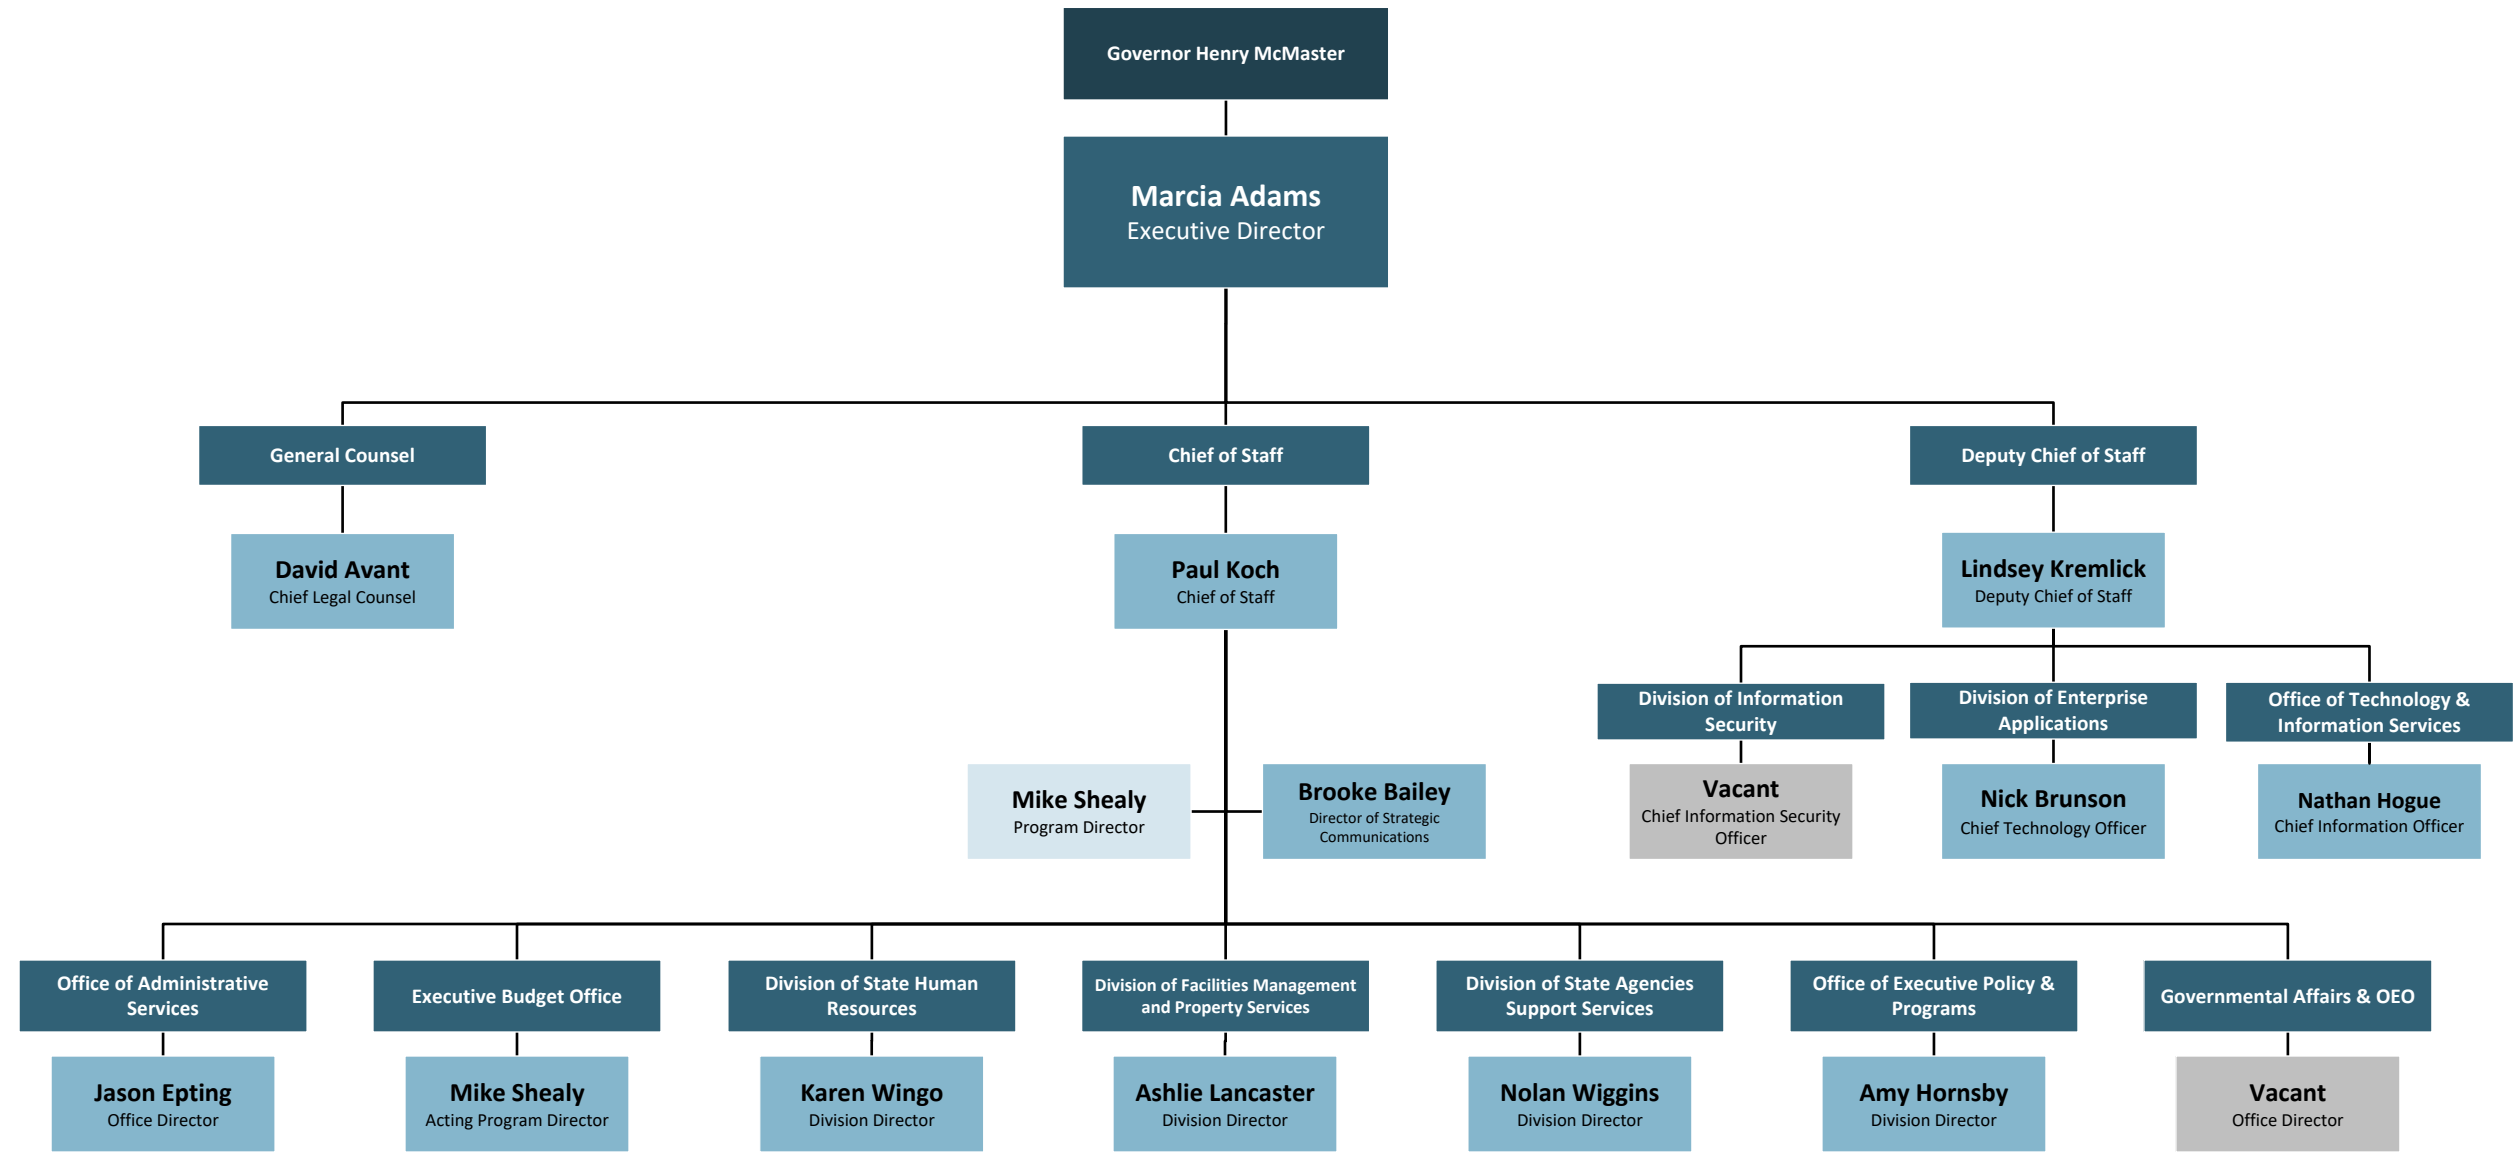 Governor Henry McMaster
Marcia Adams
Executive Director
General Counsel
Chief of Staff
Deputy Chief of Staff
David Avant
Chief Legal Counsel
Paul Koch
Chief of Staff
Lindsey Kremlick
Deputy Chief of Staff
Division of Information
Security
Division of Enterprise
Applications
Office of Technology &
Information Services
Mike Shealy
Program Director
Brooke Bailey
Director of Strategic
Communications
Vacant
Chief Information Security
Officer
Nick Brunson
Chief Technology Officer
Nathan Hogue
Chief Information Officer
Office of Administrative
Services
Executive Budget Office
Division of State Human
Resources
Division of Facilities Management
and Property Services
Division of State Agencies
Support Services
Office of Executive Policy &
Programs
Governmental Affairs & OEO
Jason Epting
Office Director
Mike Shealy
Acting Program Director
Karen Wingo
Division Director
Ashlie Lancaster
Division Director
Nolan Wiggins
Division Director
Amy Hornsby
Division Director
Vacant
Office Director